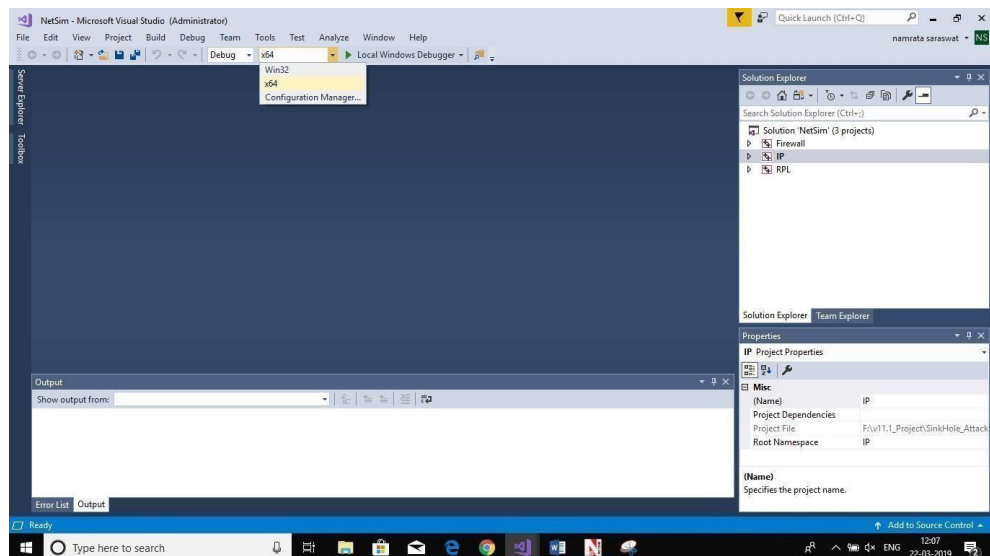 NetSim - Microsoft Visual Studio (Administrator)
Quick Launch (Ctrl+Q)
File Edit View Project Build Debug Team Tools Test Analyze Window Help
namrata saraswat NS
Debug x64 Local Windows Debugger
Win32
x64
Configuration Manager...
Server Explorer
Toolbox
Solution Explorer
Search Solution Explorer (Ctrl+;)
Solution 'NetSim' (3 projects)
Firewall
IP
RPL
Solution Explorer Team Explorer
Properties
IP Project Properties
Misc
(Name) IP
Project Dependencies
Project File F:\v11.1_Project\SinkHole_Attack
Root Namespace IP
(Name)
Specifies the project name.
Output
Show output from:
Error List Output
Ready
Add to Source Control
Type here to search
ENG
12:07
22-03-2019